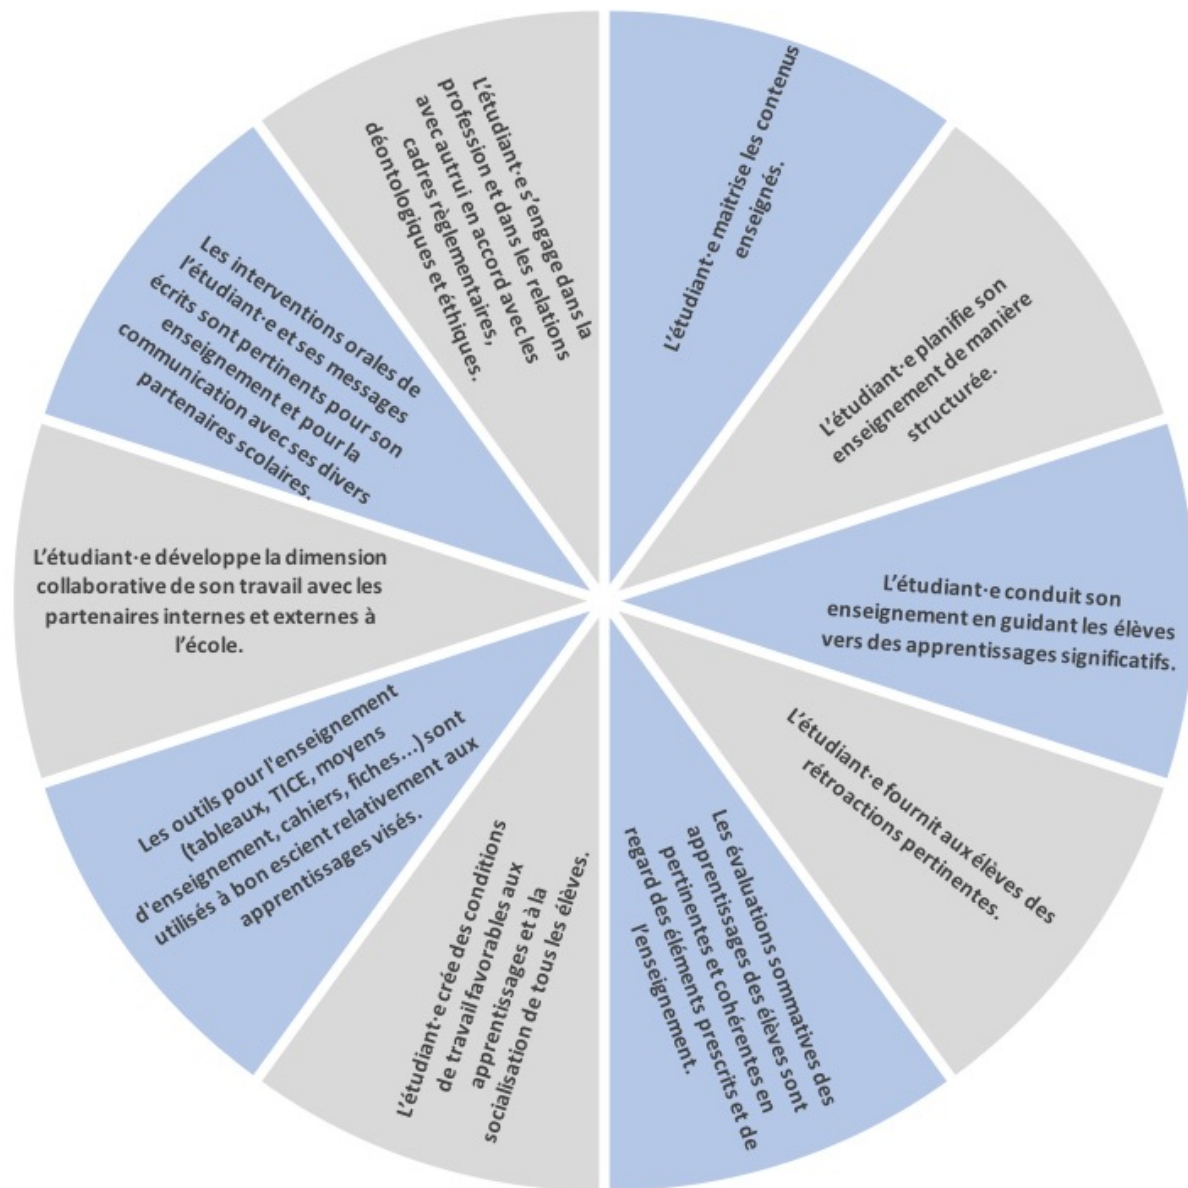 L'étudiant·e maitrise les contenus
enseignés.
L'étudiant·e planifie son
enseignement de manière
structurée.
L'étudiant·e conduit son
enseignement en guidant les élèves
vers des apprentissages significatifs.
L'étudiant·e fournit aux élèves des
rétroactions pertinentes.
Les évaluations sommatives des
apprentissages des élèves sont
pertinentes et cohérentes en
regard des éléments prescrits et de
l'enseignement.
L'étudiant·e crée des conditions
de travail favorables aux
apprentissages et à la
socialisation de tous les élèves.
Les outils pour l'enseignement
(tableaux, TICE, moyens
d'enseignement, cahiers, fiches...) sont
utilisés à bon escient relativement aux
apprentissages visés.
L'étudiant·e développe la dimension
collaborative de son travail avec les
partenaires internes et externes à
l'école.
Les interventions orales de
l'étudiant·e et ses messages
écrits sont pertinents pour son
enseignement et pour la
communication avec ses divers
partenaires scolaires.
L'étudiant·e s'engage dans la
profession et dans les relations
avec autrui en accord avec les
cadres règlementaires,
déontologiques et éthiques.